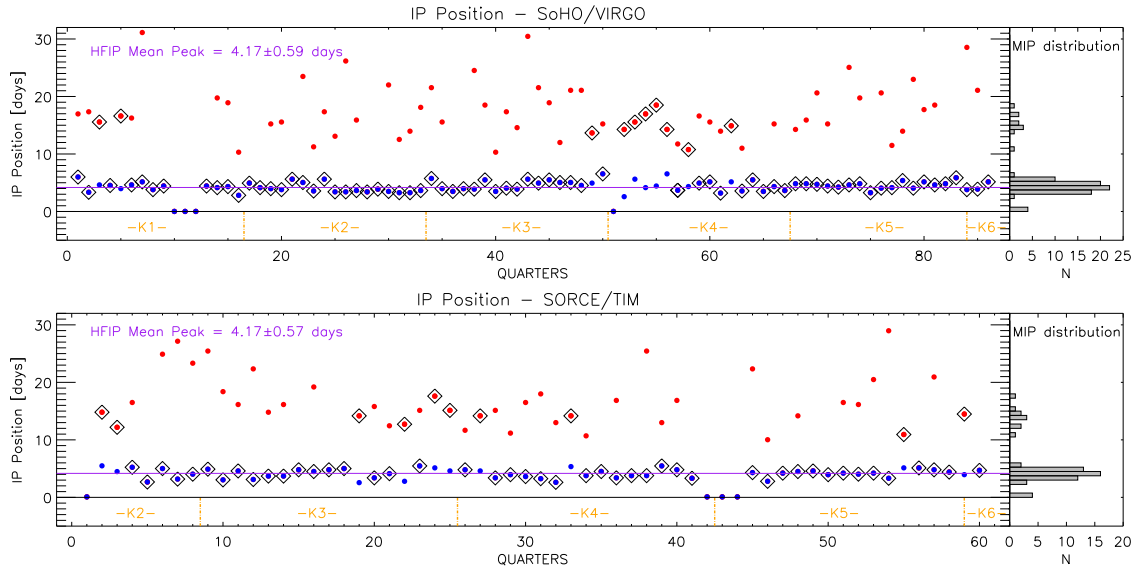 IP Position – SoHO/VIRGO
HFIP Mean Peak = 4.17±0.59 days
MIP distribution
IP Position [days]
30
20
10
0
–K1–
–K2–
–K3–
–K4–
–K5–
–K6–
0
20
40
60
80
QUARTERS
0
5
10
15
20
25
N
IP Position – SORCE/TIM
HFIP Mean Peak = 4.17±0.57 days
MIP distribution
IP Position [days]
30
20
10
0
–K2–
–K3–
–K4–
–K5–
–K6–
0
10
20
30
40
50
60
QUARTERS
0
5
10
15
20
N